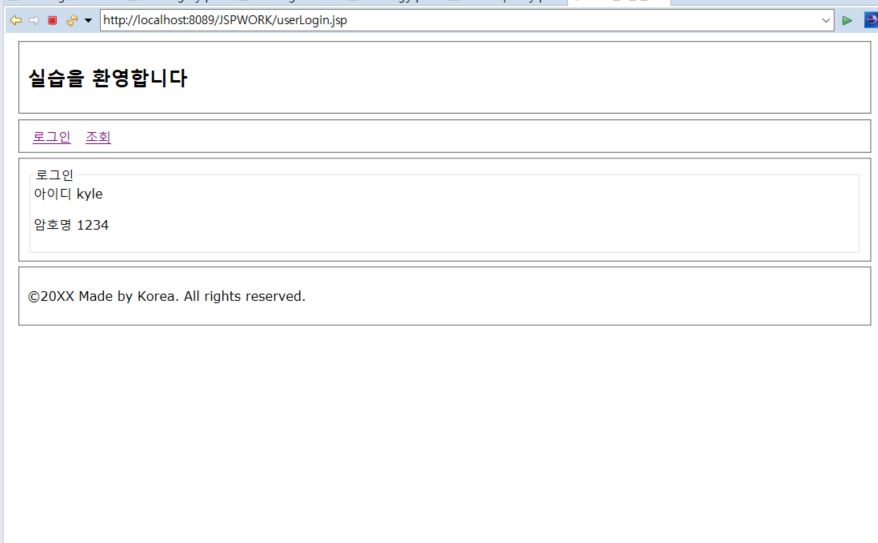 http://localhost:8089/JSPWORK/userLogin.jsp
실습을 환영합니다
로그인 조회
로그인
아이디 kyle
암호명 1234
©20XX Made by Korea. All rights reserved.